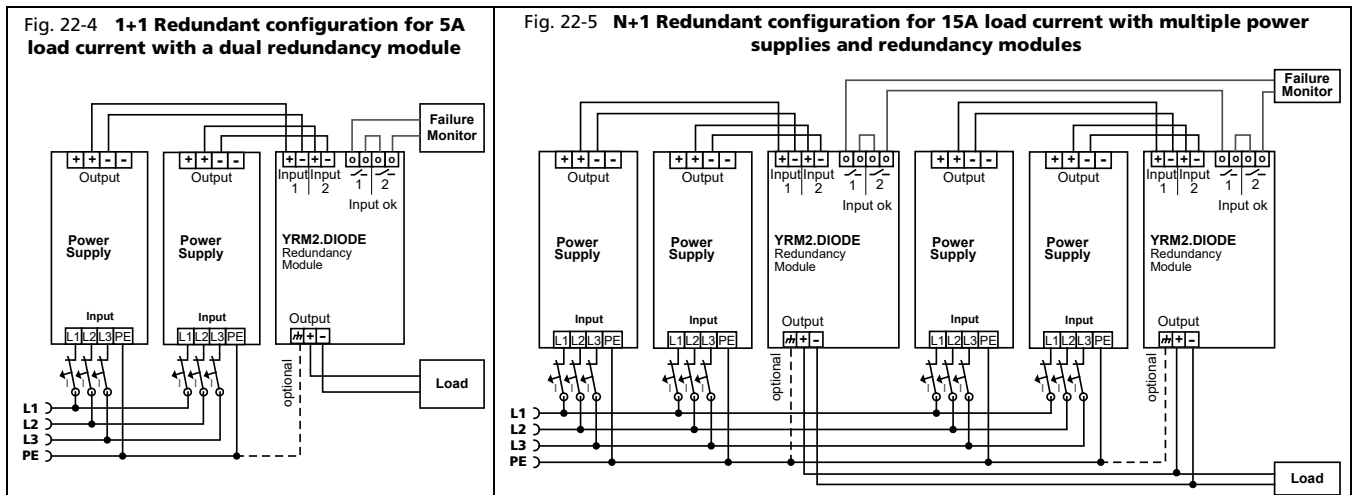 Fig. 22-4 1+1 Redundant configuration for 5A
load current with a dual redundancy module
Failure
Monitor
+ + - -
Output
+ + - -
Output
+ - + -
Input Input
1 2
o o o o
1 2
Input ok
Power
Supply
Power
Supply
YRM2.DIODE
Redundancy
Module
Input
L1 L2 L3 PE
Input
L1 L2 L3 PE
Output
+ -
optional
I I I
I I I
Load
L1
L2
L3
PE
Fig. 22-5 N+1 Redundant configuration for 15A load current with multiple power
supplies and redundancy modules
Failure
Monitor
+ + - -
Output
+ + - -
Output
+ - + -
Input Input
1 2
o o o o
1 2
Input ok
+ + - -
Output
+ + - -
Output
+ - + -
Input Input
1 2
o o o o
1 2
Input ok
Power
Supply
Power
Supply
YRM2.DIODE
Redundancy
Module
Power
Supply
Power
Supply
YRM2.DIODE
Redundancy
Module
Input
L1 L2 L3 PE
Input
L1 L2 L3 PE
Output
+ -
optional
Input
L1 L2 L3 PE
Input
L1 L2 L3 PE
Output
+ -
optional
I I I
I I I
I I I
I I I
L1
L2
L3
PE
Load